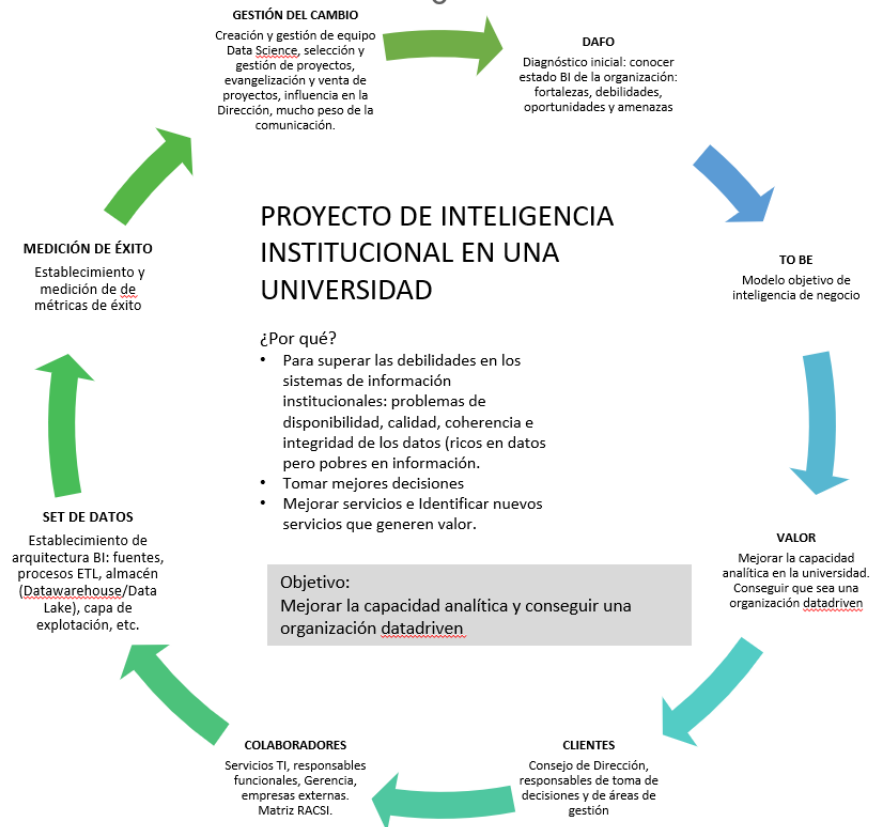 GESTIÓN DEL CAMBIO
Creación y gestión de equipo
Data Science, selección y
gestión de proyectos,
evangelización y venta de
proyectos, influencia en la
Dirección, mucho peso de la
comunicación.
DAFO
Diagnóstico inicial: conocer
estado BI de la organización:
fortalezas, debilidades,
oportunidades y amenazas
TO BE
Modelo objetivo de
inteligencia de negocio
VALOR
Mejorar la capacidad
analítica en la universidad.
Conseguir que sea una
organización datadriven
CLIENTES
Consejo de Dirección,
responsables de toma de
decisiones y de áreas de
gestión
COLABORADORES
Servicios TI, responsables
funcionales, Gerencia,
empresas externas.
Matriz RACSI.
SET DE DATOS
Establecimiento de
arquitectura BI: fuentes,
procesos ETL, almacén
(Datawarehouse/Data
Lake), capa de
explotación, etc.
MEDICIÓN DE ÉXITO
Establecimiento y
medición de de
métricas de éxito
PROYECTO DE INTELIGENCIA
INSTITUCIONAL EN UNA
UNIVERSIDAD
¿Por qué?
• Para superar las debilidades en los
sistemas de información
institucionales: problemas de
disponibilidad, calidad, coherencia e
integridad de los datos (ricos en datos
pero pobres en información.
• Tomar mejores decisiones
• Mejorar servicios e Identificar nuevos
servicios que generen valor.
Objetivo:
Mejorar la capacidad analítica y conseguir una
organización datadriven